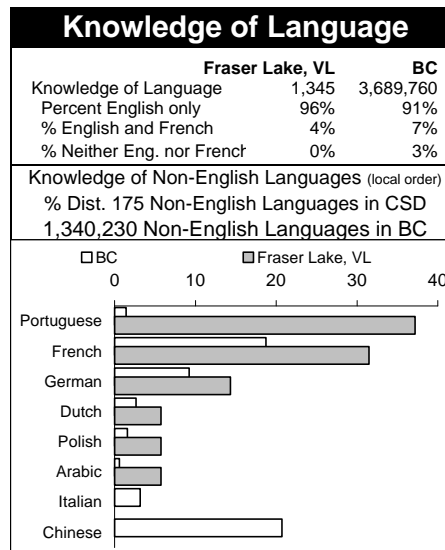 Knowledge of Language
Fraser Lake, VL BC
Knowledge of Language 1,345 3,689,760
Percent English only 96% 91%
% English and French 4% 7%
% Neither Eng. nor French 0% 3%
Knowledge of Non-English Languages (local order)
% Dist. 175 Non-English Languages in CSD
1,340,230 Non-English Languages in BC
BC Fraser Lake, VL
0 10 20 30 40
Portuguese
French
German
Dutch
Polish
Arabic
Italian
Chinese